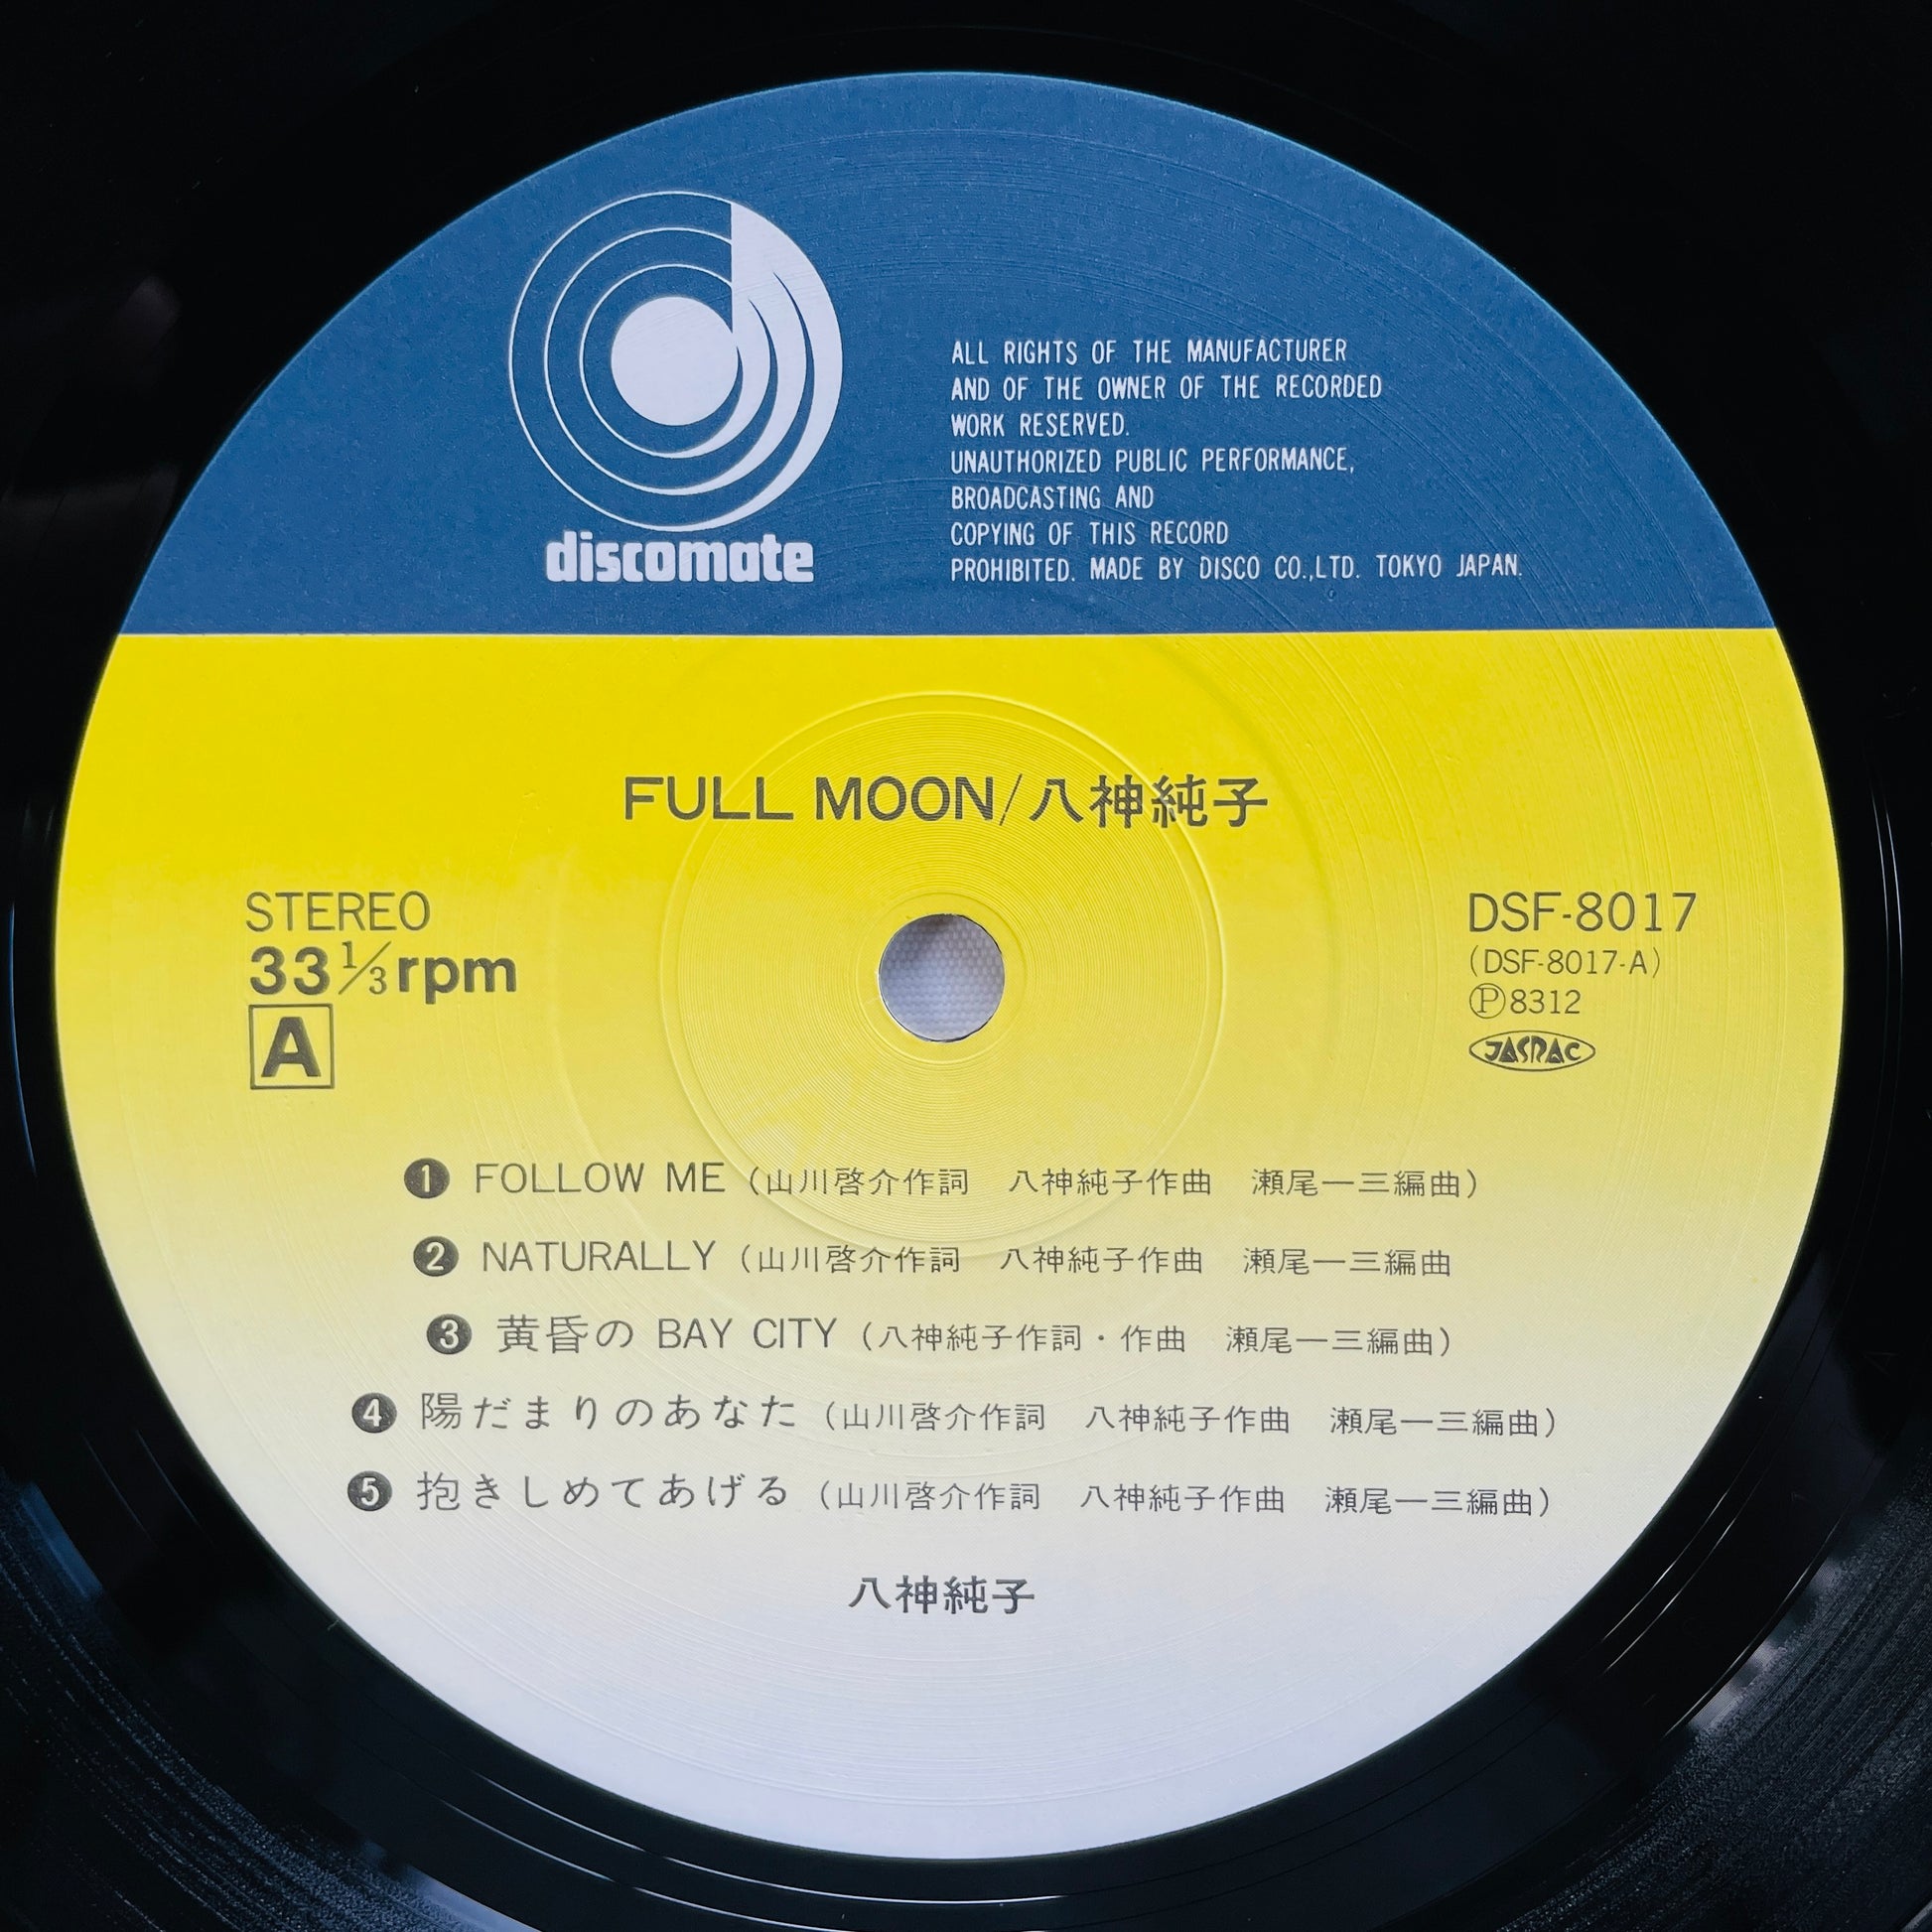 discomate
ALL RIGHTS OF THE MANUFACTURER
AND OF THE OWNER OF THE RECORDED
WORK RESERVED.
UNAUTHORIZED PUBLIC PERFORMANCE,
BROADCASTING AND
COPYING OF THIS RECORD
PROHIBITED. MADE BY DISCO CO.,LTD. TOKYO JAPAN.
FULL MOON/八神純子
STEREO
33⅓rpm
A
DSF-8017
(DSF-8017-A)
Ⓟ8312
JASRAC
❶ FOLLOW ME (山川啓介作詞 八神純子作曲 瀬尾一三編曲)
❷ NATURALLY (山川啓介作詞 八神純子作曲 瀬尾一三編曲
❸ 黄昏の BAY CITY (八神純子作詞・作曲 瀬尾一三編曲)
❹ 陽だまりのあなた (山川啓介作詞 八神純子作曲 瀬尾一三編曲)
❺ 抱きしめてあげる (山川啓介作詞 八神純子作曲 瀬尾一三編曲)
八神純子